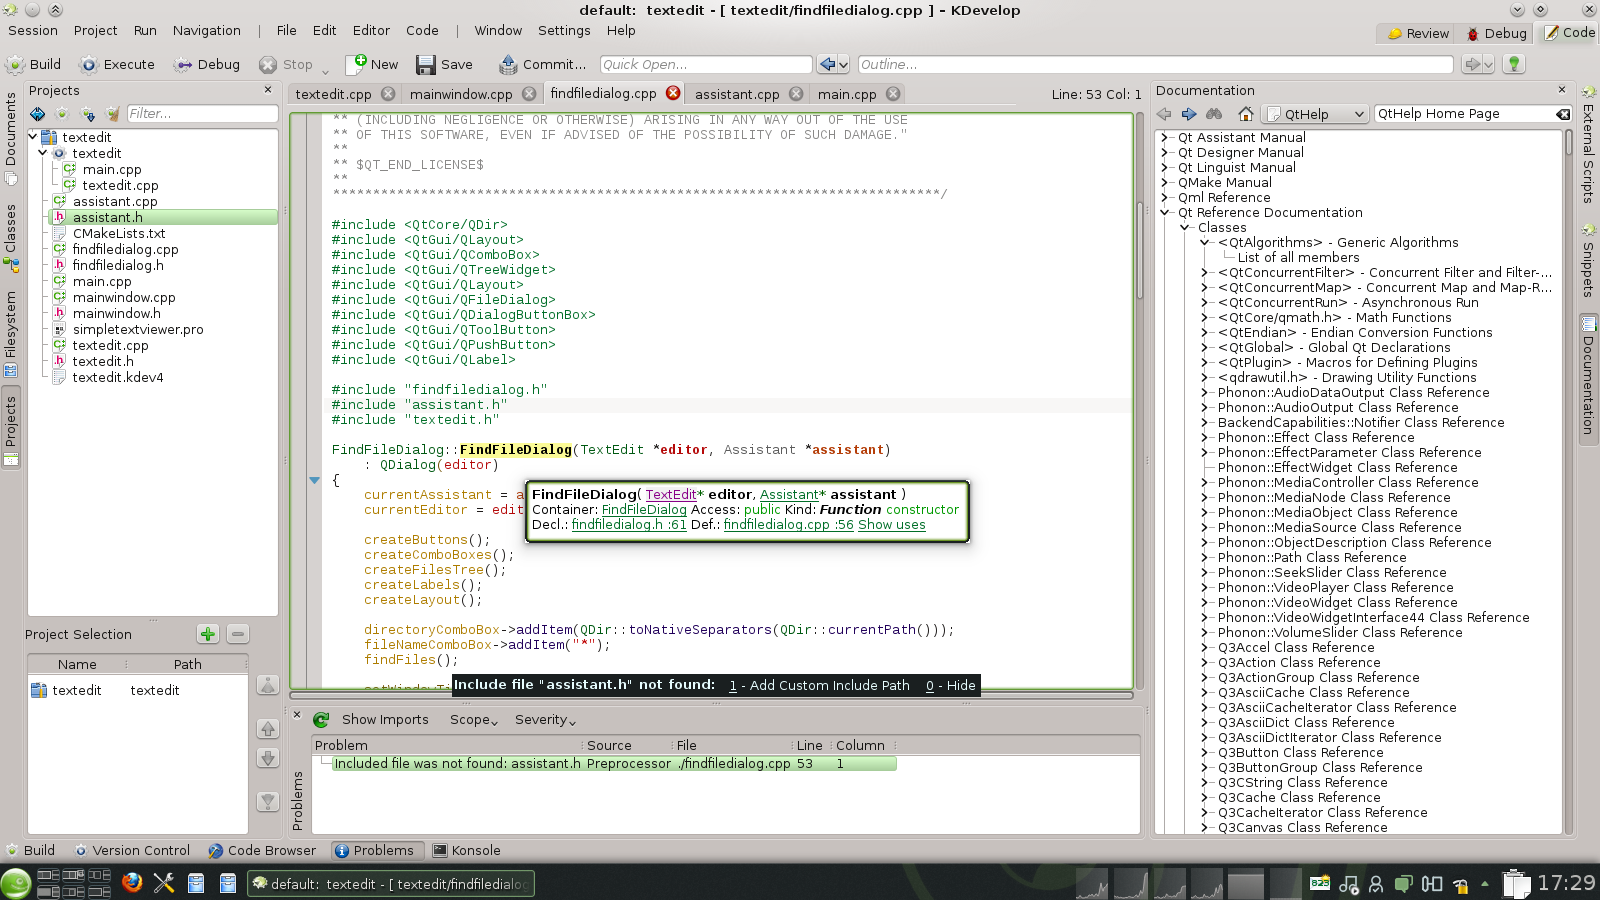 default:  textedit – [ textedit/findfiledialog.cpp ] – KDevelop
Session Project Run Navigation | File Edit Editor Code | Window Settings Help
Review Debug Code
Build Execute Debug Stop New Save Commit... Quick Open... Outline...
Documents
Classes
Filesystem
Projects
Projects
Filter...
textedit
textedit
main.cpp
textedit.cpp
assistant.cpp
assistant.h
CMakeLists.txt
findfiledialog.cpp
findfiledialog.h
main.cpp
mainwindow.cpp
mainwindow.h
simpletextviewer.pro
textedit.cpp
textedit.h
textedit.kdev4
Project Selection
Name Path
textedit textedit
textedit.cpp mainwindow.cpp findfiledialog.cpp assistant.cpp main.cpp Line: 53 Col: 1
** (INCLUDING NEGLIGENCE OR OTHERWISE) ARISING IN ANY WAY OUT OF THE USE
** OF THIS SOFTWARE, EVEN IF ADVISED OF THE POSSIBILITY OF SUCH DAMAGE."
**
** $QT_END_LICENSE$
**
****************************************************************************/
#include <QtCore/QDir>
#include <QtGui/QLayout>
#include <QtGui/QComboBox>
#include <QtGui/QTreeWidget>
#include <QtGui/QLayout>
#include <QtGui/QFileDialog>
#include <QtGui/QDialogButtonBox>
#include <QtGui/QToolButton>
#include <QtGui/QPushButton>
#include <QtGui/QLabel>
#include "findfiledialog.h"
#include "assistant.h"
#include "textedit.h"
FindFileDialog::FindFileDialog(TextEdit *editor, Assistant *assistant)
: QDialog(editor)
{
currentAssistant = a
currentEditor = edit
FindFileDialog( TextEdit* editor, Assistant* assistant )
Container: FindFileDialog Access: public Kind: Function constructor
Decl.: findfiledialog.h :61 Def.: findfiledialog.cpp :56 Show uses
createButtons();
createComboBoxes();
createFilesTree();
createLabels();
createLayout();
directoryComboBox->addItem(QDir::toNativeSeparators(QDir::currentPath()));
fileNameComboBox->addItem("*");
findFiles();
Include file "assistant.h" not found: 1 - Add Custom Include Path 0 - Hide
Problems
Show Imports Scope Severity
Problem Source File Line Column
Included file was not found: assistant.h Preprocessor ./findfiledialog.cpp 53 1
Documentation
QtHelp QtHelp Home Page
Qt Assistant Manual
Qt Designer Manual
Qt Linguist Manual
QMake Manual
Qml Reference
Qt Reference Documentation
Classes
<QtAlgorithms> - Generic Algorithms
List of all members
<QtConcurrentFilter> - Concurrent Filter and Filter-...
<QtConcurrentMap> - Concurrent Map and Map-R...
<QtConcurrentRun> - Asynchronous Run
<QtCore/qmath.h> - Math Functions
<QtEndian> - Endian Conversion Functions
<QtGlobal> - Global Qt Declarations
<QtPlugin> - Macros for Defining Plugins
<qdrawutil.h> - Drawing Utility Functions
Phonon::AudioDataOutput Class Reference
Phonon::AudioOutput Class Reference
BackendCapabilities::Notifier Class Reference
Phonon::Effect Class Reference
Phonon::EffectParameter Class Reference
Phonon::EffectWidget Class Reference
Phonon::MediaController Class Reference
Phonon::MediaNode Class Reference
Phonon::MediaObject Class Reference
Phonon::MediaSource Class Reference
Phonon::ObjectDescription Class Reference
Phonon::Path Class Reference
Phonon::SeekSlider Class Reference
Phonon::VideoPlayer Class Reference
Phonon::VideoWidget Class Reference
Phonon::VideoWidgetInterface44 Class Reference
Phonon::VolumeSlider Class Reference
Q3Accel Class Reference
Q3Action Class Reference
Q3ActionGroup Class Reference
Q3AsciiCache Class Reference
Q3AsciiCacheIterator Class Reference
Q3AsciiDict Class Reference
Q3AsciiDictIterator Class Reference
Q3Button Class Reference
Q3ButtonGroup Class Reference
Q3CString Class Reference
Q3Cache Class Reference
Q3CacheIterator Class Reference
Q3Canvas Class Reference
External Scripts
Snippets
Documentation
Build Version Control Code Browser Problems Konsole
default:  textedit – [ textedit/findfiledialog
17:29